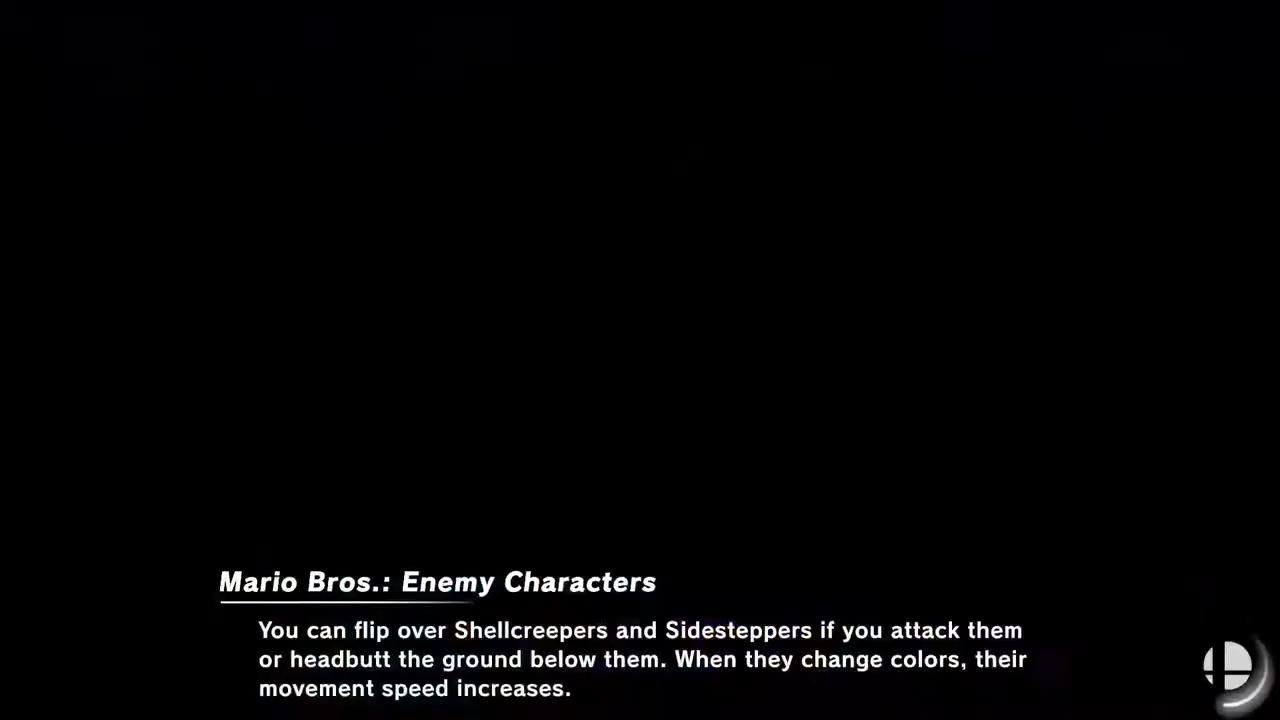 Mario Bros.: Enemy Characters
You can flip over Shellcreepers and Sidesteppers if you attack them
or headbutt the ground below them. When they change colors, their
movement speed increases.